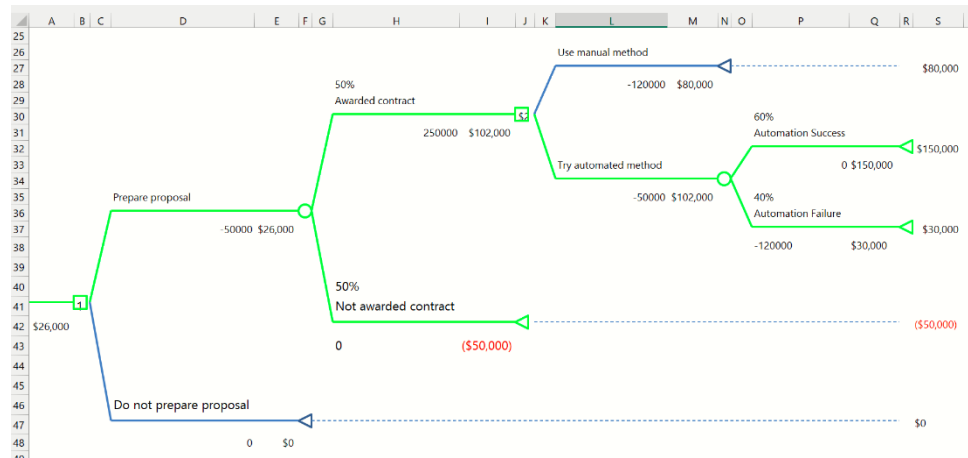 A B C D E F G H I J K L M N O P Q R S
25
26 Use manual method
27 $80,000
28 50% -120000 $80,000
29 Awarded contract
30 $2 60%
31 250000 $102,000 Automation Success
32 $150,000
33 Try automated method 0 $150,000
34
35 Prepare proposal -50000 $102,000 40%
36 Automation Failure
37 -50000 $26,000 $30,000
38 -120000 $30,000
39
40 50%
41 1 Not awarded contract
42 $26,000 ($50,000)
43 0 ($50,000)
44
45
46 Do not prepare proposal
47 $0
48 0 $0